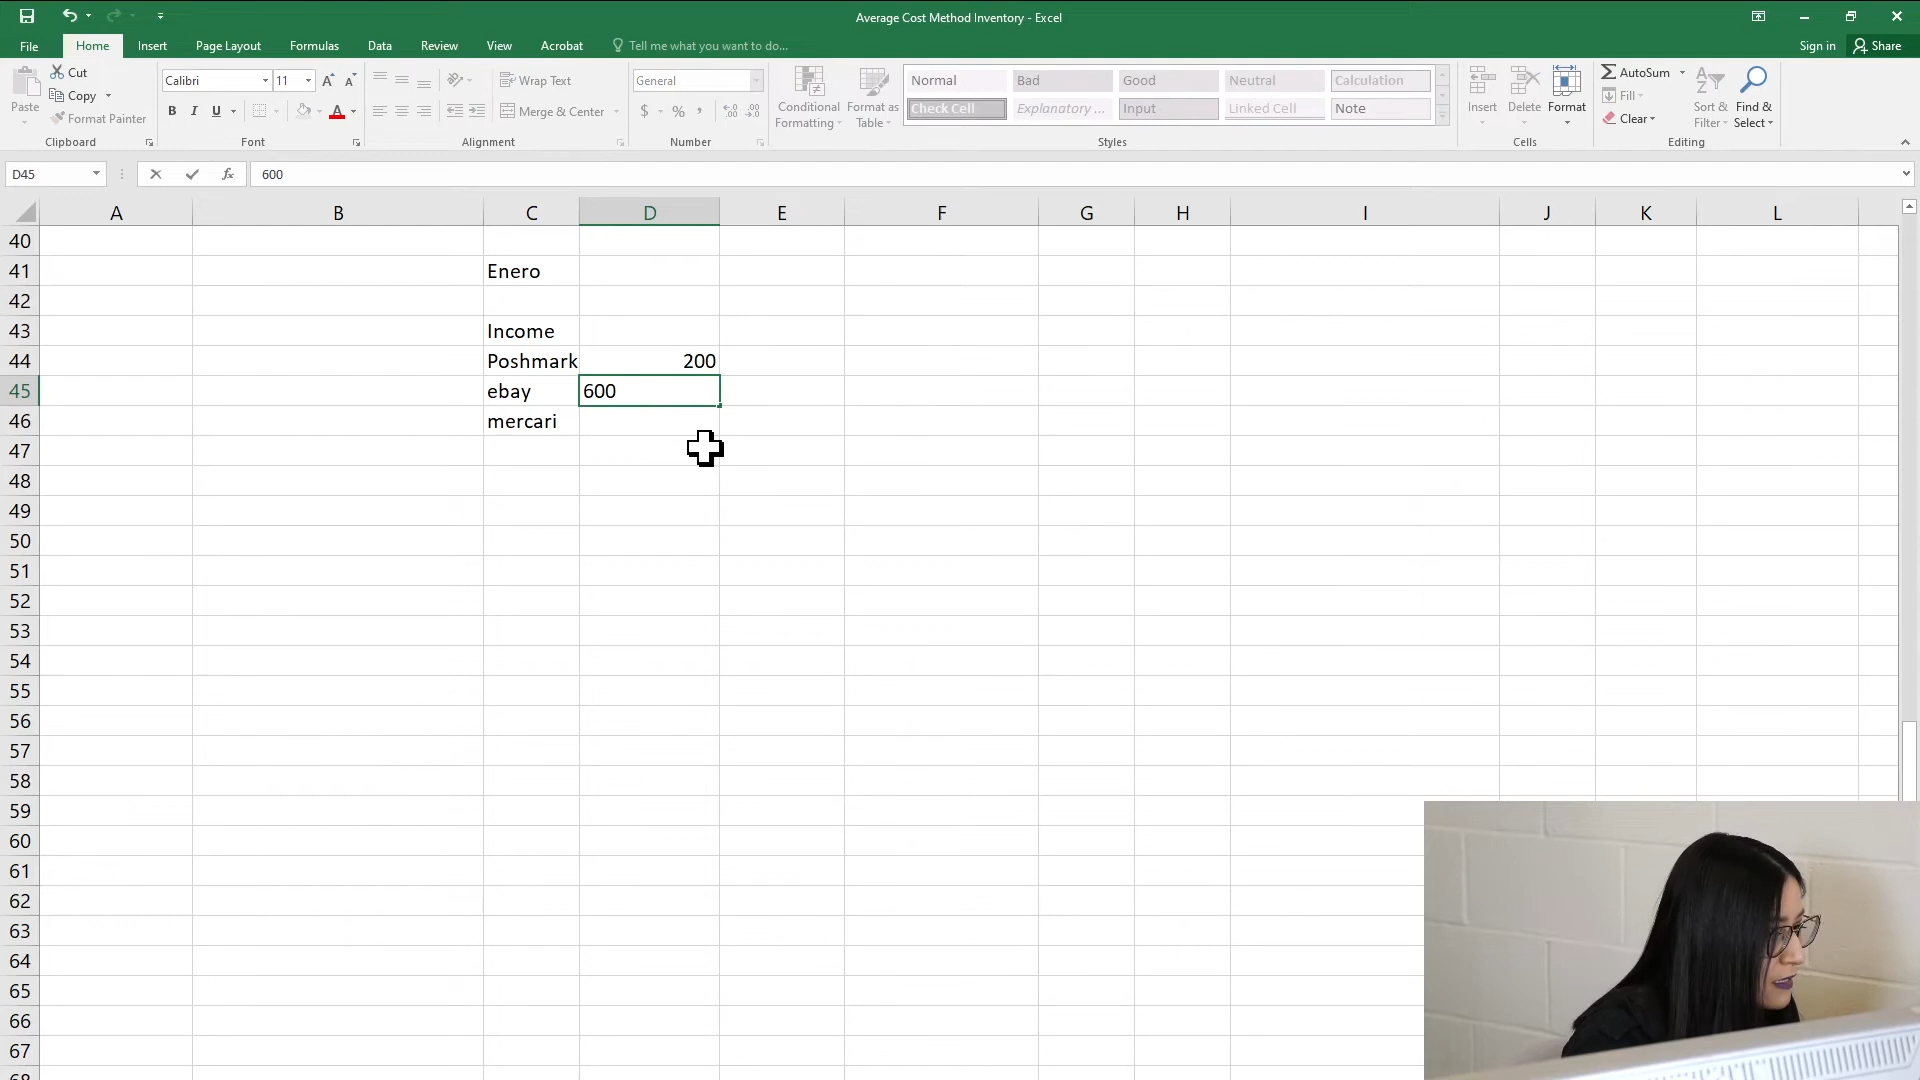 Average Cost Method Inventory - Excel
File Home Insert Page Layout Formulas Data Review View Acrobat Tell me what you want to do... Sign in Share
Paste
Cut
Copy
Format Painter
Clipboard
Calibri 11 A A
B I U A
Font
Wrap Text
Merge & Center
Alignment
General
$ % , .0 .00
Number
Conditional Formatting
Format as Table
Normal Bad Good Neutral Calculation
Check Cell Explanatory ... Input Linked Cell Note
Styles
Insert Delete Format
Cells
AutoSum
Fill
Clear
Sort & Filter
Find & Select
Editing
D45 fx 600
A B C D E F G H I J K L
40
41 Enero
42
43 Income
44 Poshmark 200
45 ebay 600
46 mercari
47
48
49
50
51
52
53
54
55
56
57
58
59
60
61
62
63
64
65
66
67